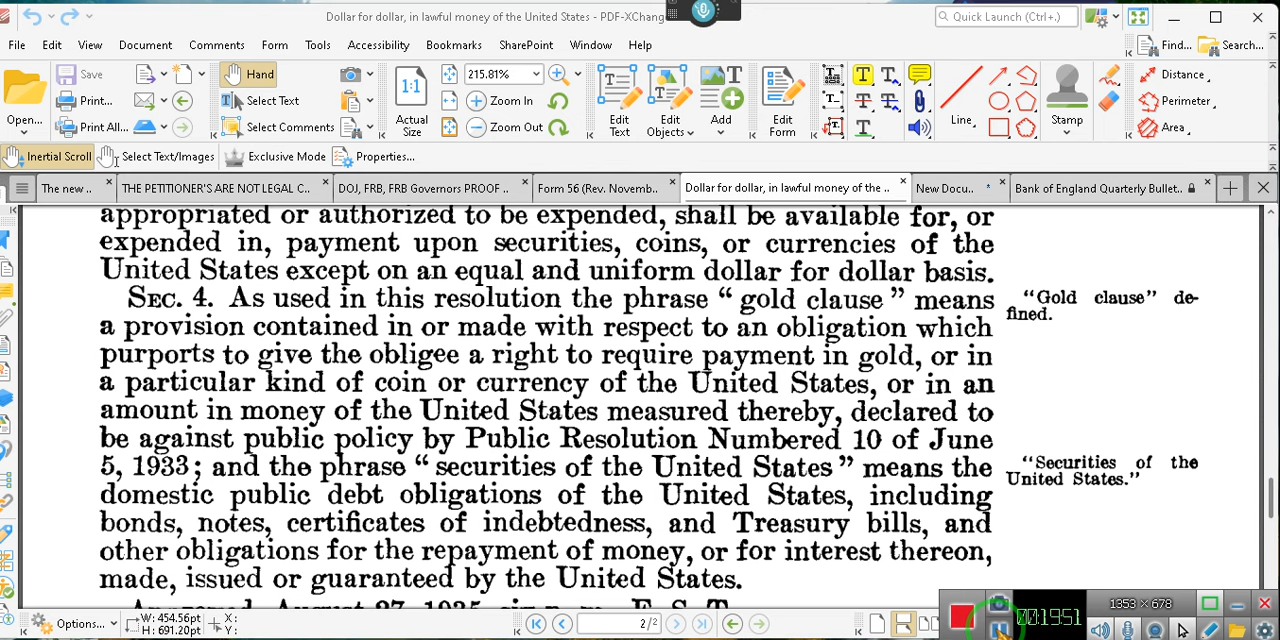 Dollar for dollar, in lawful money of the United States - PDF-XChang
Quick Launch (Ctrl+.)
File Edit View Document Comments Form Tools Accessibility Bookmarks SharePoint Window Help
Find...
Search...
Open...
Save
Print...
Print All...
Hand
Select Text
Select Comments
1:1
Actual
Size
215.81%
Zoom In
Zoom Out
Edit
Text
Edit
Objects
Add
Edit
Form
Line
Stamp
Distance
Perimeter
Area
Inertial Scroll Select Text/Images Exclusive Mode Properties...
The new .. THE PETITIONER'S ARE NOT LEGAL C... DOJ, FRB, FRB Governors PROOF ... Form 56 (Rev. Novemb... Dollar for dollar, in lawful money of the .. New Docu.. * Bank of England Quarterly Bullet..
appropriated or authorized to be expended, shall be available for, or
expended in, payment upon securities, coins, or currencies of the
United States except on an equal and uniform dollar for dollar basis.
SEC. 4. As used in this resolution the phrase “ gold clause ” means
a provision contained in or made with respect to an obligation which
purports to give the obligee a right to require payment in gold, or in
a particular kind of coin or currency of the United States, or in an
amount in money of the United States measured thereby, declared to
be against public policy by Public Resolution Numbered 10 of June
5, 1933; and the phrase “ securities of the United States ” means the
domestic public debt obligations of the United States, including
bonds, notes, certificates of indebtedness, and Treasury bills, and
other obligations for the repayment of money, or for interest thereon,
made, issued or guaranteed by the United States.
“Gold clause” de-
fined.
“Securities of the
United States.”
Options...
W: 454.56pt
H: 691.20pt
X:
Y:
2/2
00:19:51
1353 × 678